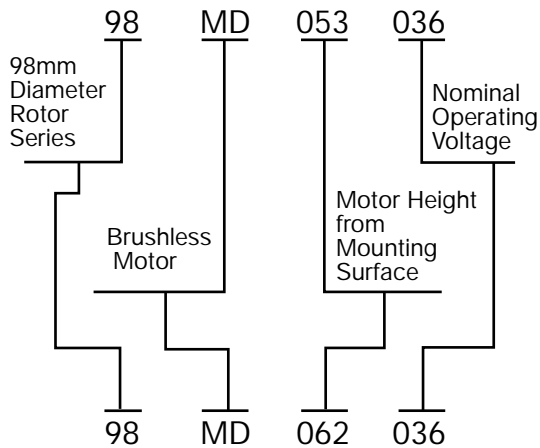 98 MD 053 036
98mm
Diameter
Rotor
Series
Nominal
Operating
Voltage
Brushless
Motor
Motor Height
from
Mounting
Surface
98 MD 062 036